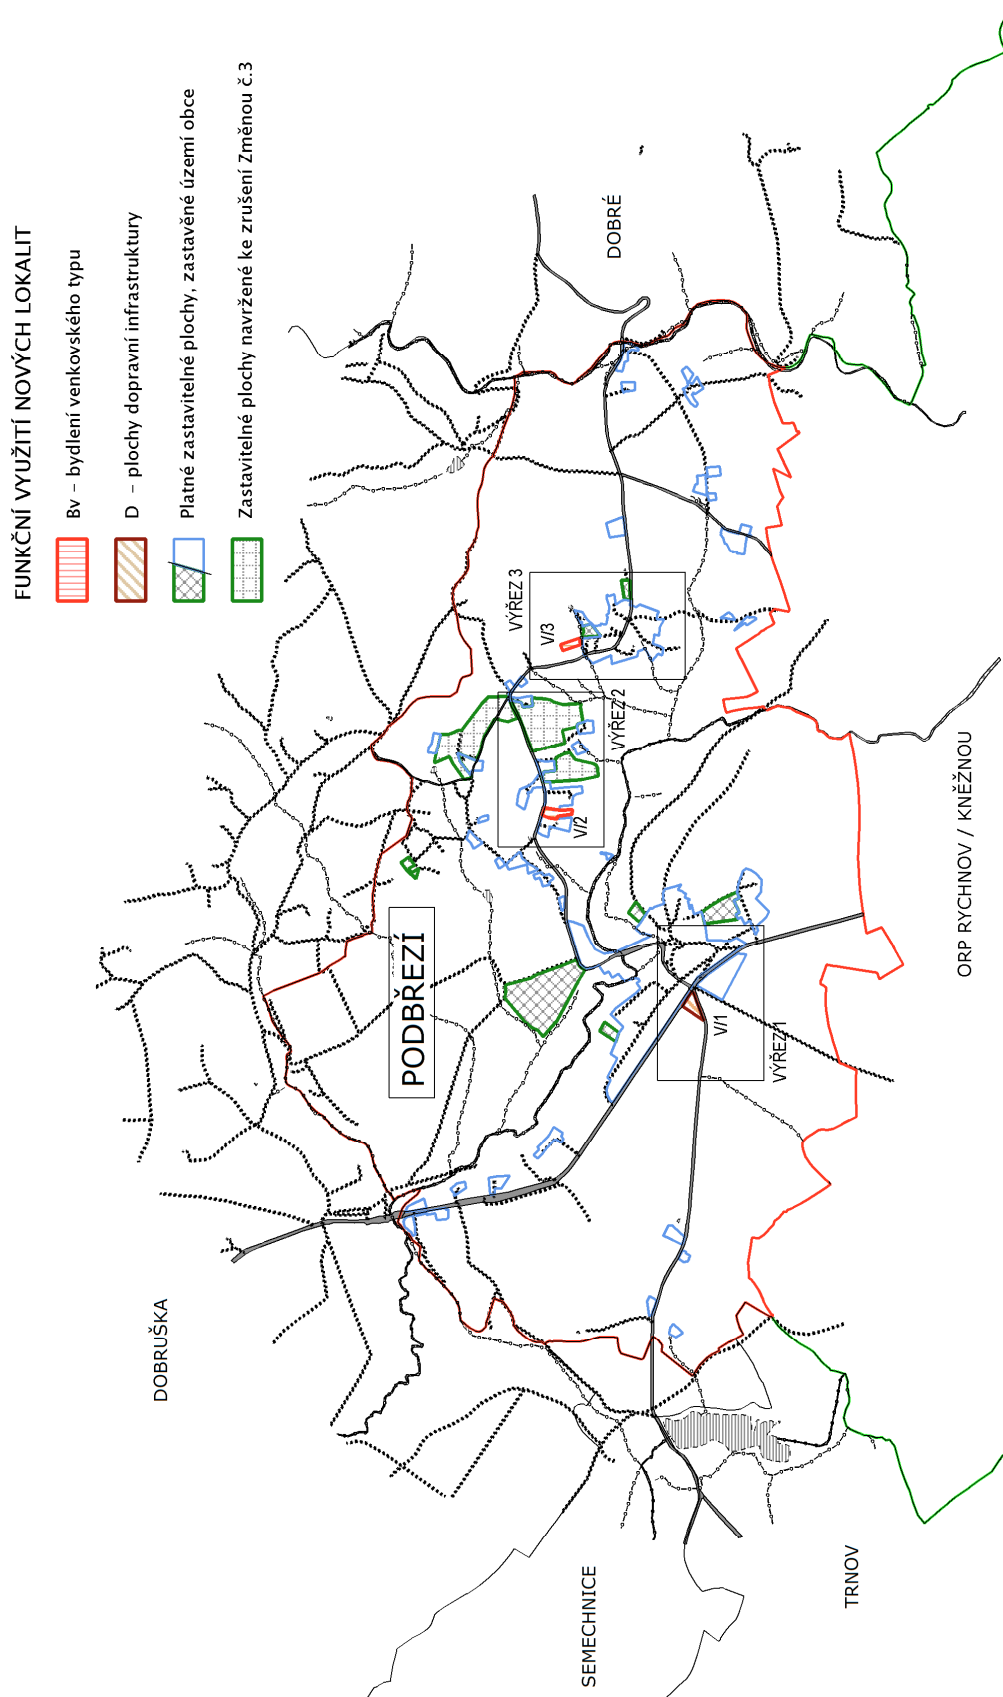 FUNKČNÍ VYUŽITÍ NOVÝCH LOKALIT
Bv – bydlení venkovského typu
D – plochy dopravní infrastruktury
Platné zastavitelné plochy, zastavěné území obce
Zastavitelné plochy navržené ke zrušení Změnou č.3
DOBRUŠKA
PODBŘEZÍ
DOBRÉ
VÝŘEZ 3
V/3
VÝŘEZ 2
V/2
V/1
VÝŘEZ 1
SEMECHNICE
TRNOV
ORP RYCHNOV / KNĚŽNOU